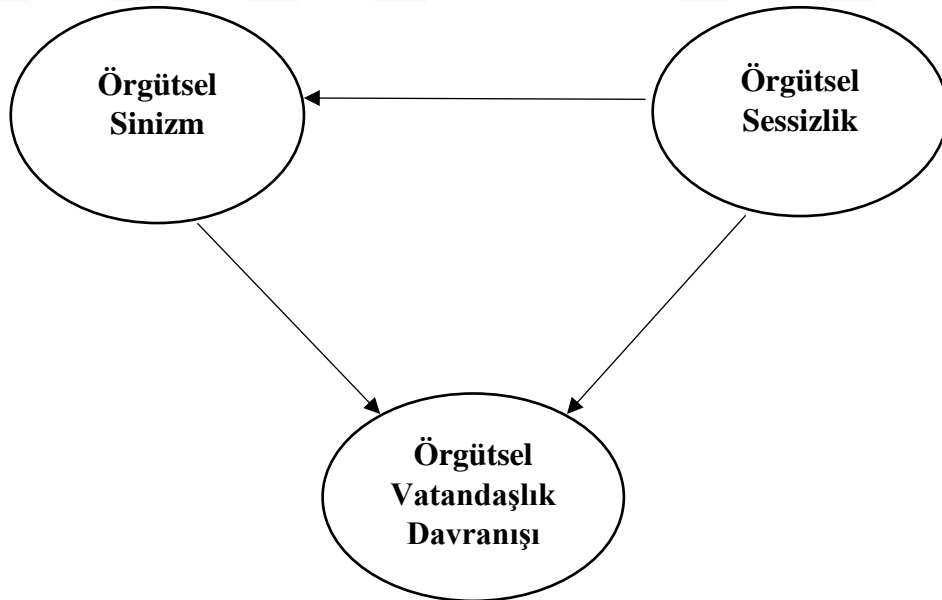 Örgütsel
Sinizm
Örgütsel
Sessizlik
Örgütsel
Vatandaşlık
Davranışı